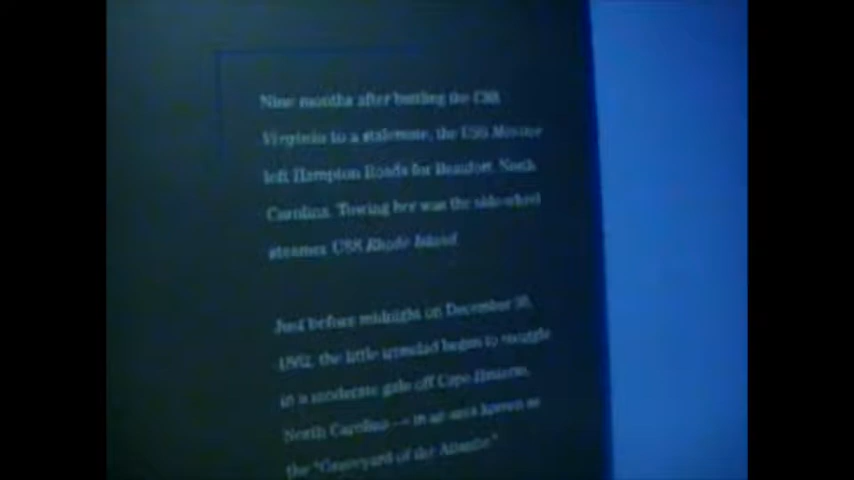 Nine months after battling the CSS
Virginia to a stalemate, the USS Monitor
left Hampton Roads for Beaufort, North
Carolina. Towing her was the side-wheel
steamer USS Rhode Island.
Just before midnight on December 30,
1862, the little ironclad began to struggle
in a moderate gale off Cape Hatteras,
North Carolina — in an area known as
the "Graveyard of the Atlantic."